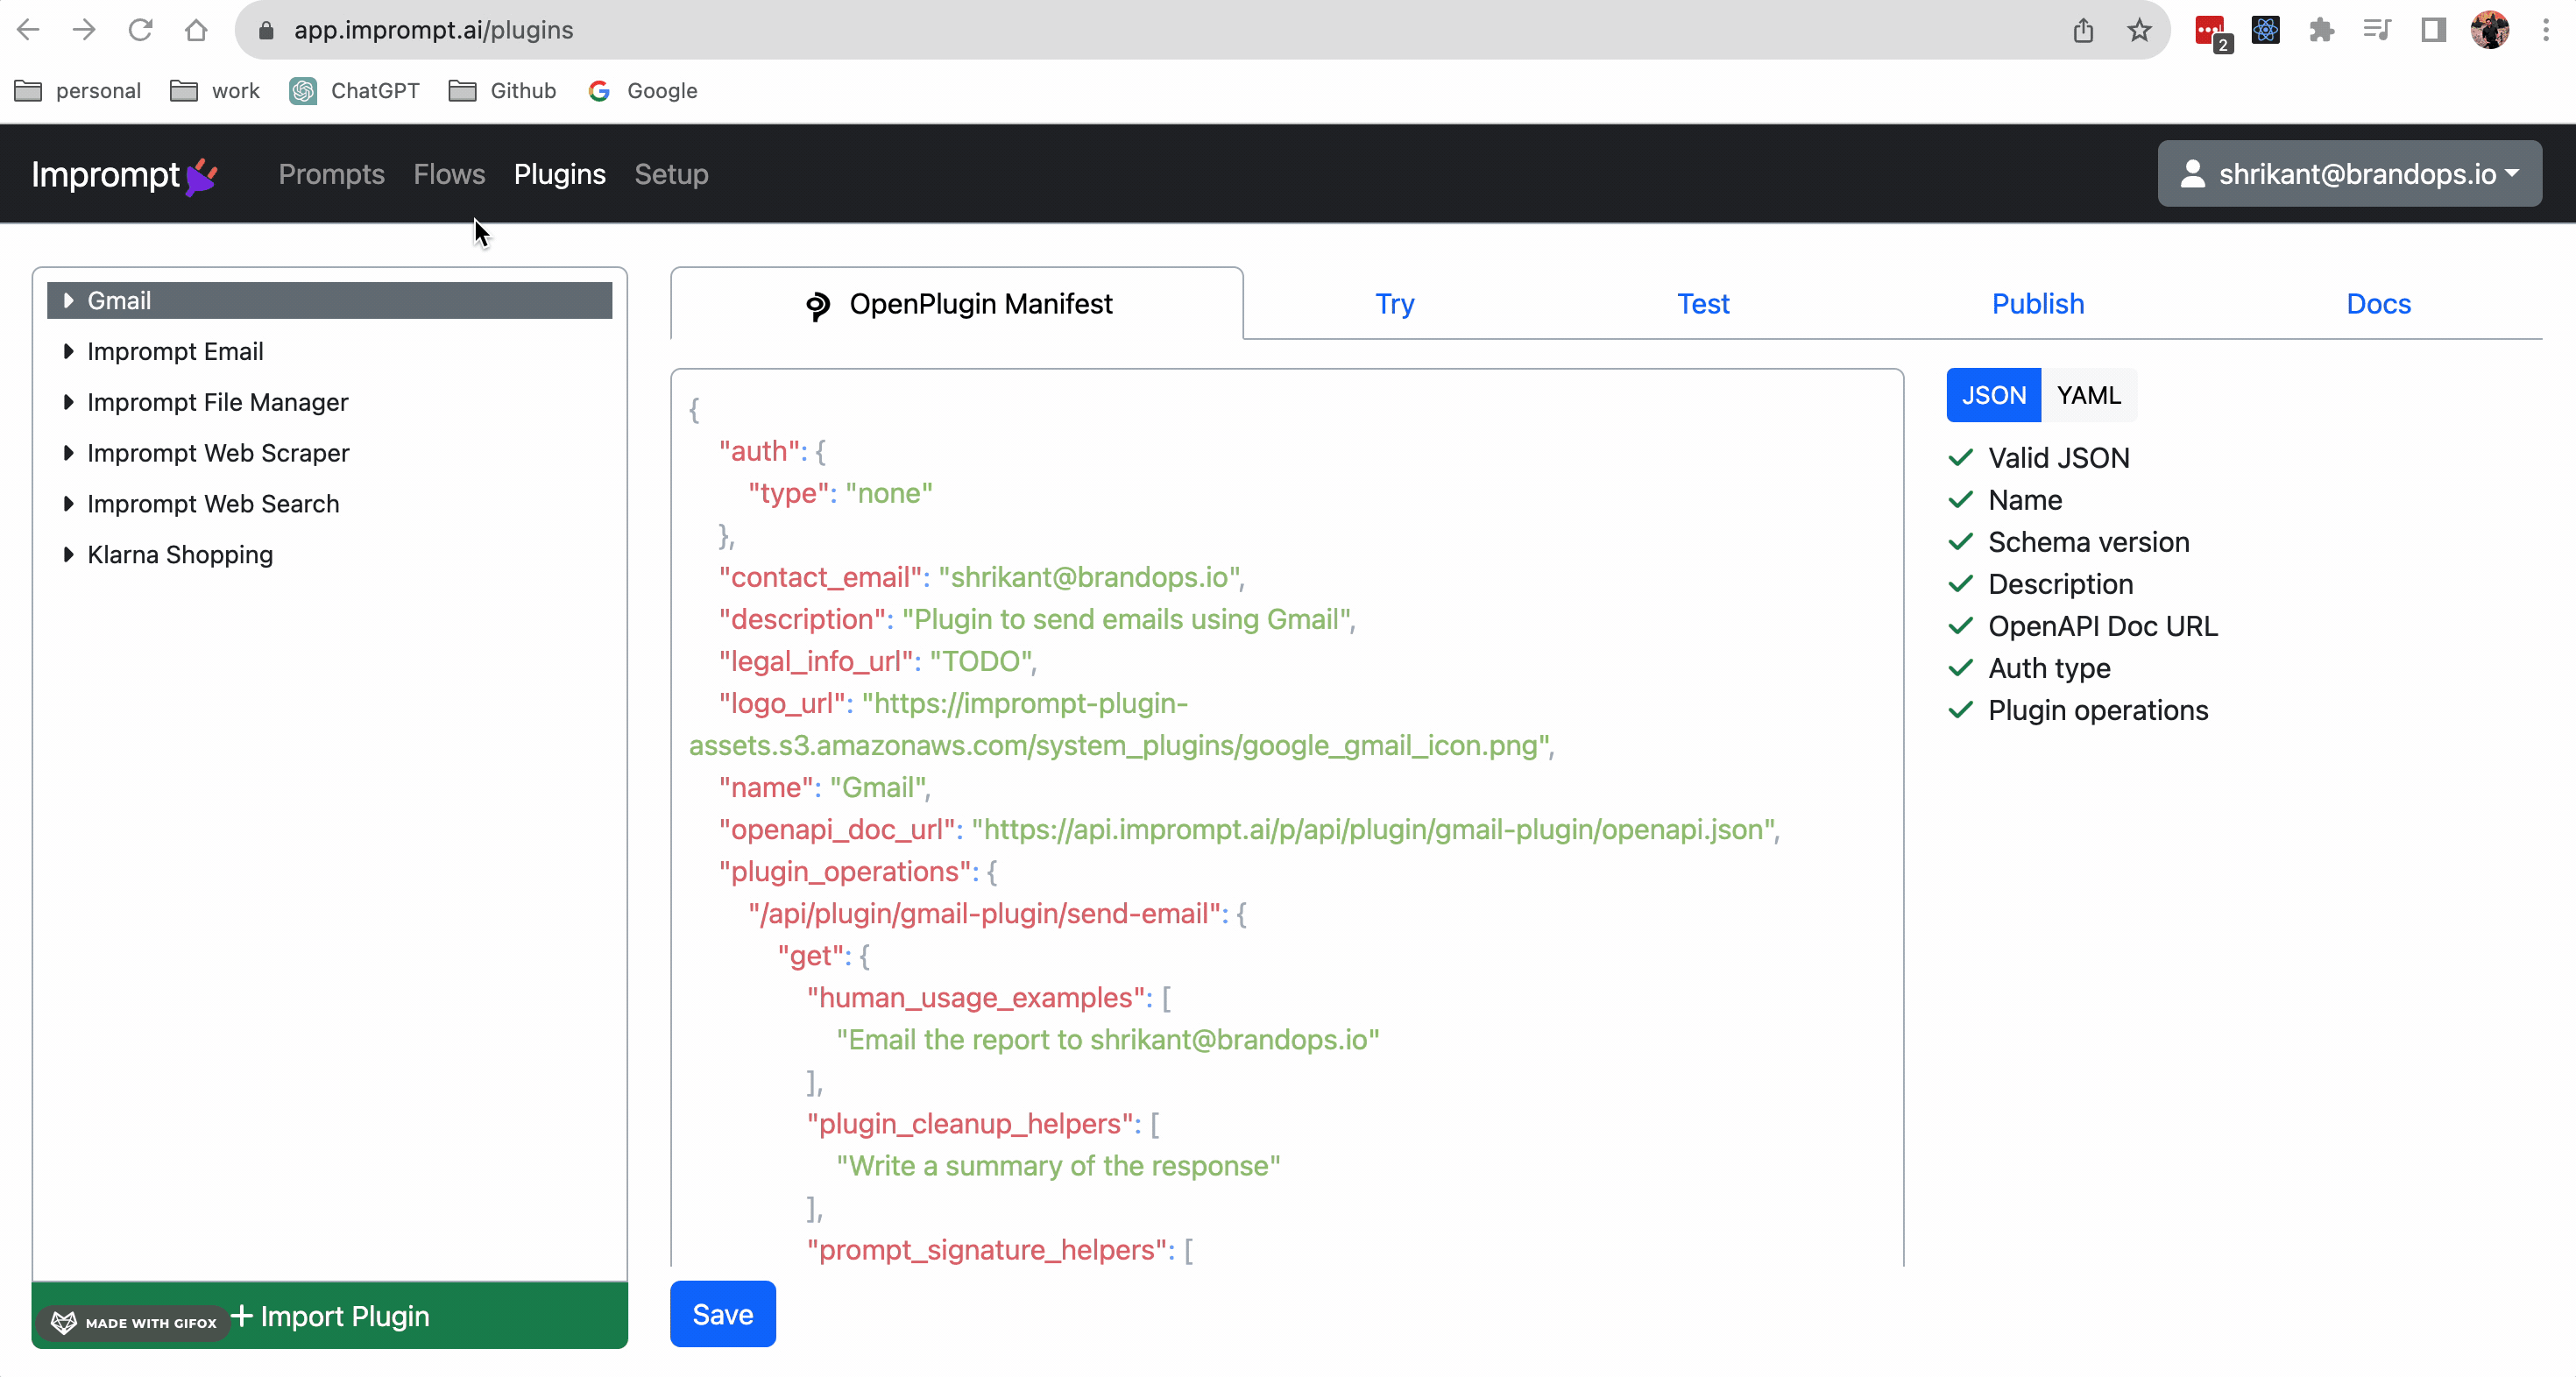 app.imprompt.ai/plugins
2
personal
work
ChatGPT
Github
Google
Imprompt
Prompts
Flows
Plugins
Setup
shrikant@brandops.io
Gmail
Imprompt Email
Imprompt File Manager
Imprompt Web Scraper
Imprompt Web Search
Klarna Shopping
+ Import Plugin
MADE WITH GIFOX
OpenPlugin Manifest
Try
Test
Publish
Docs
{
"auth": {
"type": "none"
},
"contact_email": "shrikant@brandops.io",
"description": "Plugin to send emails using Gmail",
"legal_info_url": "TODO",
"logo_url": "https://imprompt-plugin-
assets.s3.amazonaws.com/system_plugins/google_gmail_icon.png",
"name": "Gmail",
"openapi_doc_url": "https://api.imprompt.ai/p/api/plugin/gmail-plugin/openapi.json",
"plugin_operations": {
"/api/plugin/gmail-plugin/send-email": {
"get": {
"human_usage_examples": [
"Email the report to shrikant@brandops.io"
],
"plugin_cleanup_helpers": [
"Write a summary of the response"
],
"prompt_signature_helpers": [
Save
JSON
YAML
Valid JSON
Name
Schema version
Description
OpenAPI Doc URL
Auth type
Plugin operations